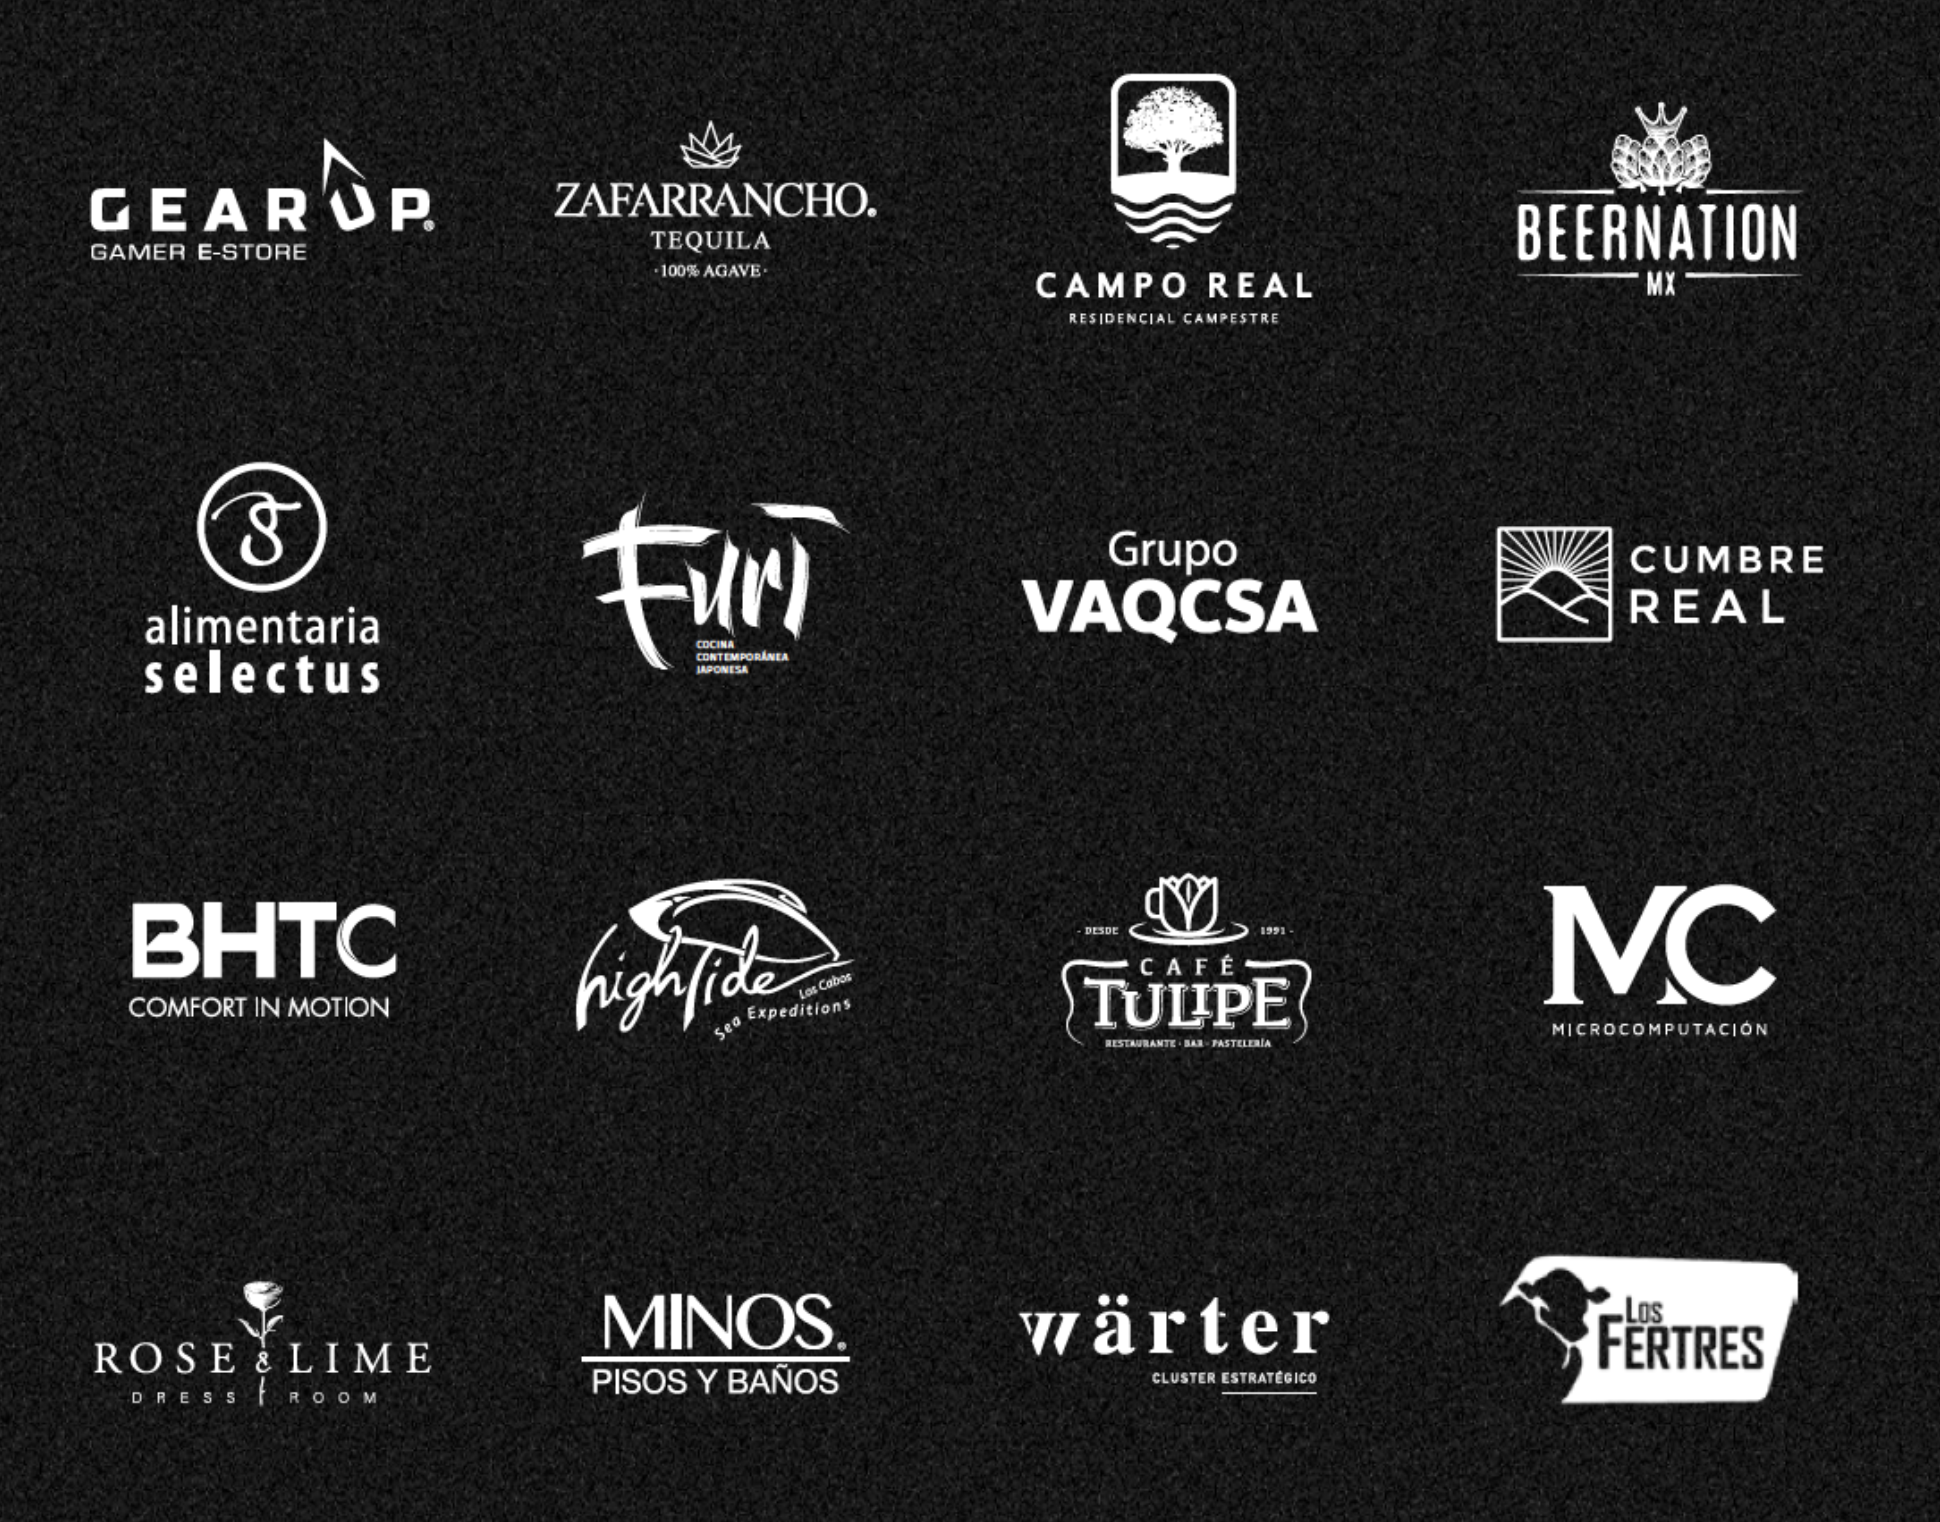 GEARUP®
GAMER E-STORE
ZAFARRANCHO.
TEQUILA
·100% AGAVE·
CAMPO REAL
RESIDENCIAL CAMPESTRE
BEERNATION
MX
alimentaria
selectus
Furī
COCINA
CONTEMPORÁNEA
JAPONESA
Grupo
VAQCSA
CUMBRE
REAL
BHTC
COMFORT IN MOTION
highTide
Los Cabos
Sea Expeditions
- DESDE 1991 -
CAFÉ
TULIPE
RESTAURANTE · BAR · PASTELERÍA
MC
MICROCOMPUTACIÓN
ROSE & LIME
DRESS ROOM
MINOS®
PISOS Y BAÑOS
wärter
CLUSTER ESTRATÉGICO
LOS
FERTRES